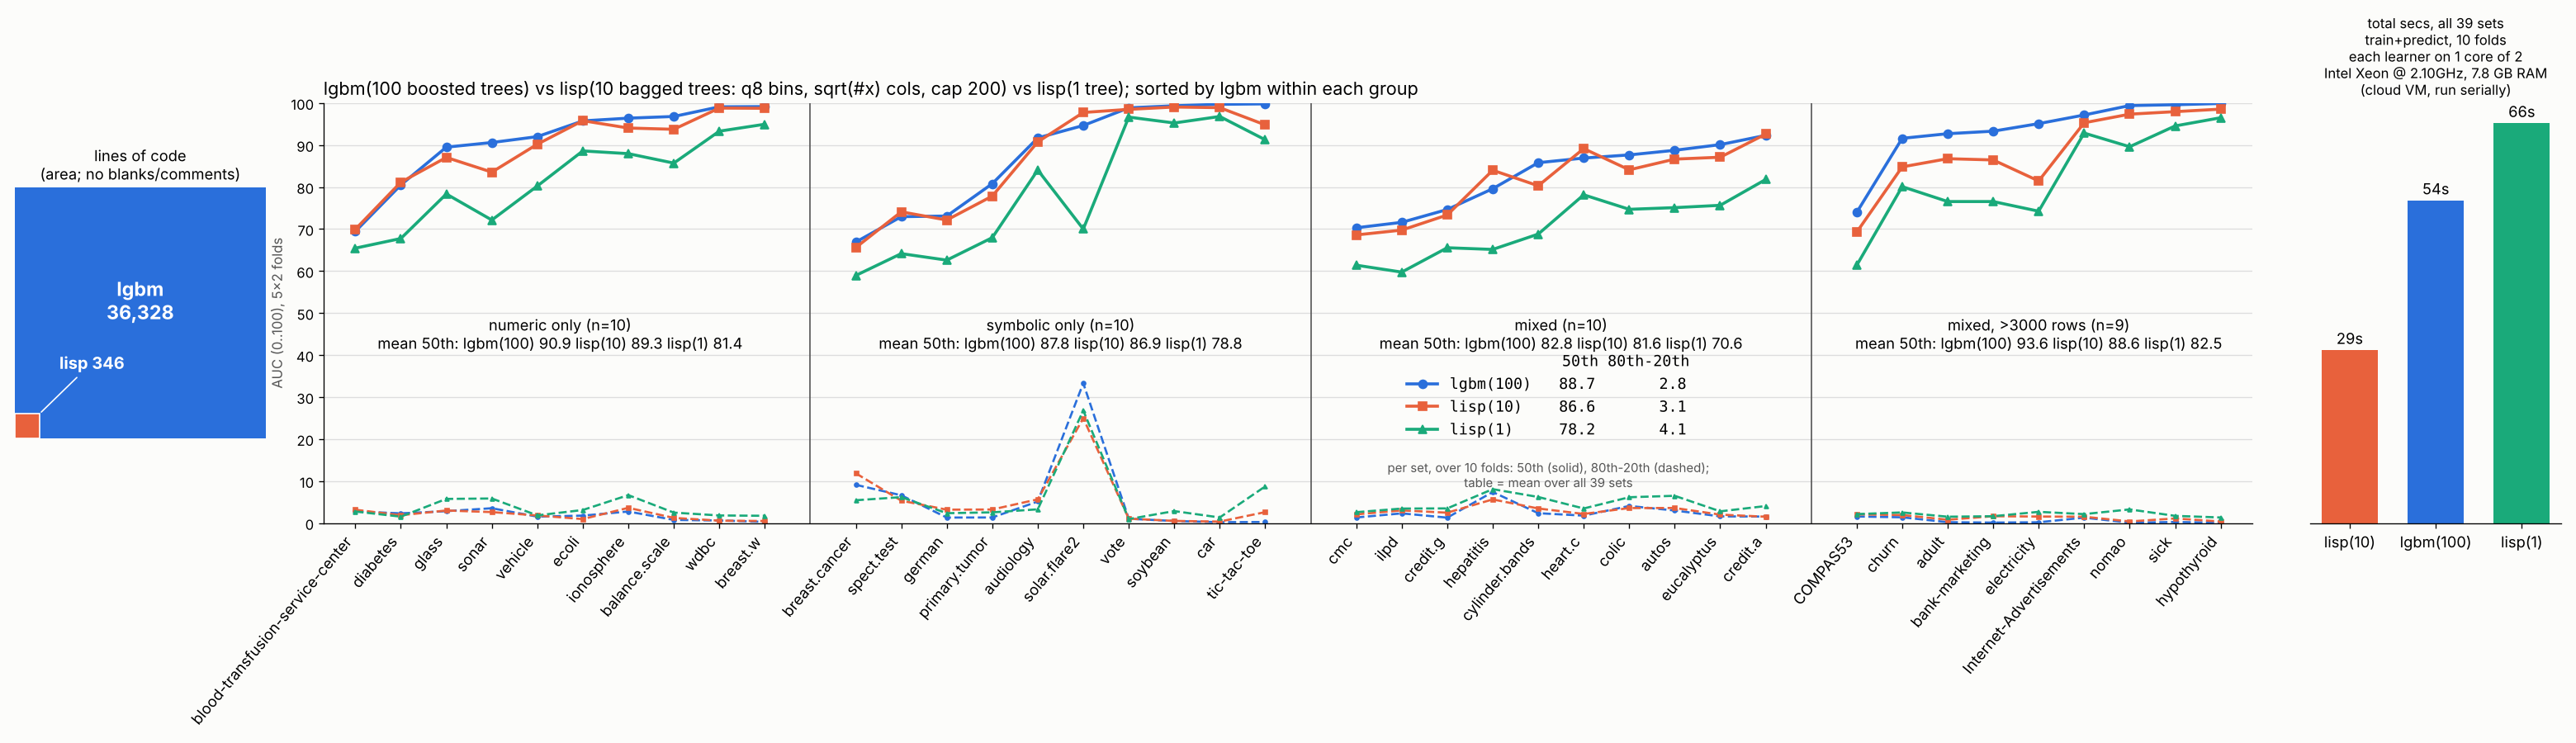 lines of code
(area; no blanks/comments)
lgbm
36,328
lisp 346
lgbm(100 boosted trees) vs lisp(10 bagged trees: q8 bins, sqrt(#x) cols, cap 200) vs lisp(1 tree); sorted by lgbm within each group
AUC (0..100), 5×2 folds
100
90
80
70
60
50
40
30
20
10
0
numeric only (n=10)
mean 50th: lgbm(100) 90.9 lisp(10) 89.3 lisp(1) 81.4
symbolic only (n=10)
mean 50th: lgbm(100) 87.8 lisp(10) 86.9 lisp(1) 78.8
mixed (n=10)
mean 50th: lgbm(100) 82.8 lisp(10) 81.6 lisp(1) 70.6
mixed, >3000 rows (n=9)
mean 50th: lgbm(100) 93.6 lisp(10) 88.6 lisp(1) 82.5
50th 80th-20th
lgbm(100) 88.7 2.8
lisp(10) 86.6 3.1
lisp(1) 78.2 4.1
per set, over 10 folds: 50th (solid), 80th-20th (dashed);
table = mean over all 39 sets
blood-transfusion-service-center
diabetes
glass
sonar
vehicle
ecoli
ionosphere
balance.scale
wdbc
breast.w
breast.cancer
spect.test
german
primary.tumor
audiology
solar.flare2
vote
soybean
car
tic-tac-toe
cmc
ilpd
credit.g
hepatitis
cylinder.bands
heart.c
colic
autos
eucalyptus
credit.a
COMPAS53
churn
adult
bank-marketing
electricity
Internet-Advertisements
nomao
sick
hypothyroid
total secs, all 39 sets
train+predict, 10 folds
each learner on 1 core of 2
Intel Xeon @ 2.10GHz, 7.8 GB RAM
(cloud VM, run serially)
29s
54s
66s
lisp(10)
lgbm(100)
lisp(1)